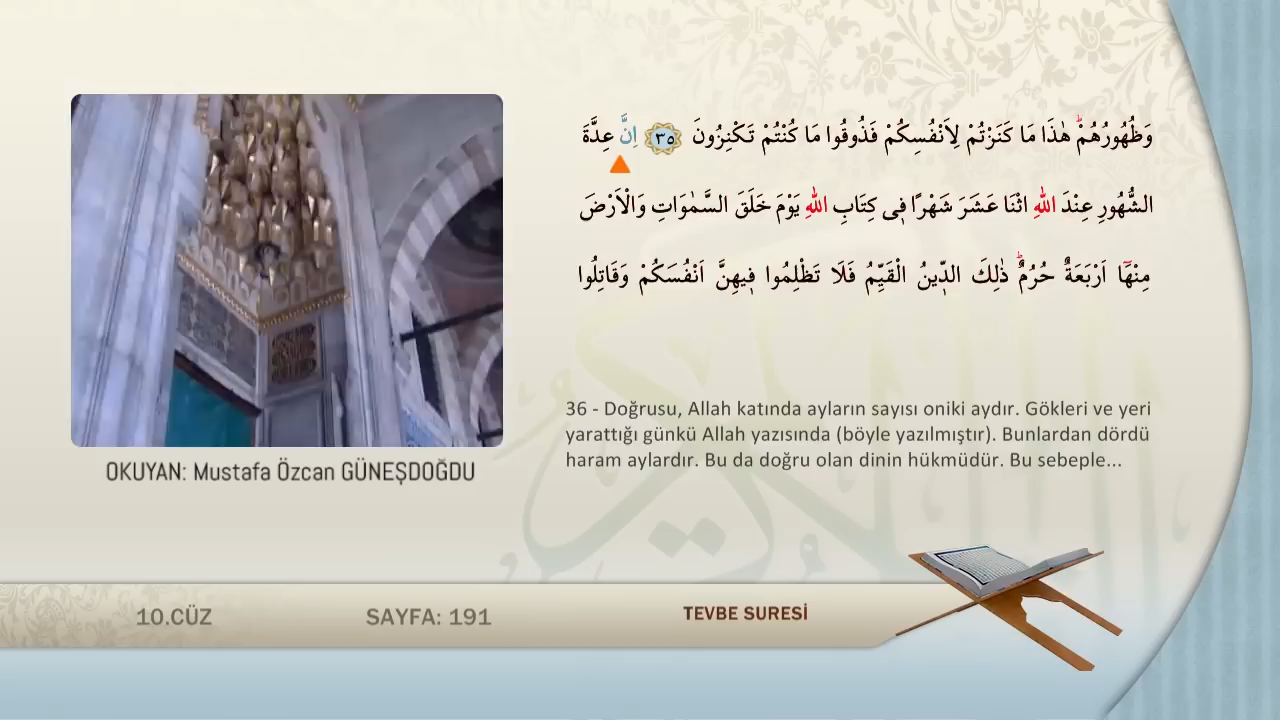 وَظُهُورُهُمْۜ هٰذَا مَا كَنَزْتُمْ لِاَنْفُسِكُمْ فَذُوقُوا مَا كُنْتُمْ تَكْنِزُونَ ﴿٣٥﴾ اِنَّ عِدَّةَ
الشُّهُورِ عِنْدَ اللّٰهِ اثْنَا عَشَرَ شَهْرًا ف۪ى كِتَابِ اللّٰهِ يَوْمَ خَلَقَ السَّمٰوَاتِ وَالْاَرْضَ
مِنْهَٓا اَرْبَعَةٌ حُرُمٌۜ ذٰلِكَ الدّ۪ينُ الْقَيِّمُ فَلَا تَظْلِمُوا ف۪يهِنَّ اَنْفُسَكُمْ وَقَاتِلُوا
36 - Doğrusu, Allah katında ayların sayısı oniki aydır. Gökleri ve yeri
yarattığı günkü Allah yazısında (böyle yazılmıştır). Bunlardan dördü
haram aylardır. Bu da doğru olan dinin hükmüdür. Bu sebeple...
OKUYAN: Mustafa Özcan GÜNEŞDOĞDU
10.CÜZ
SAYFA: 191
TEVBE SURESİ